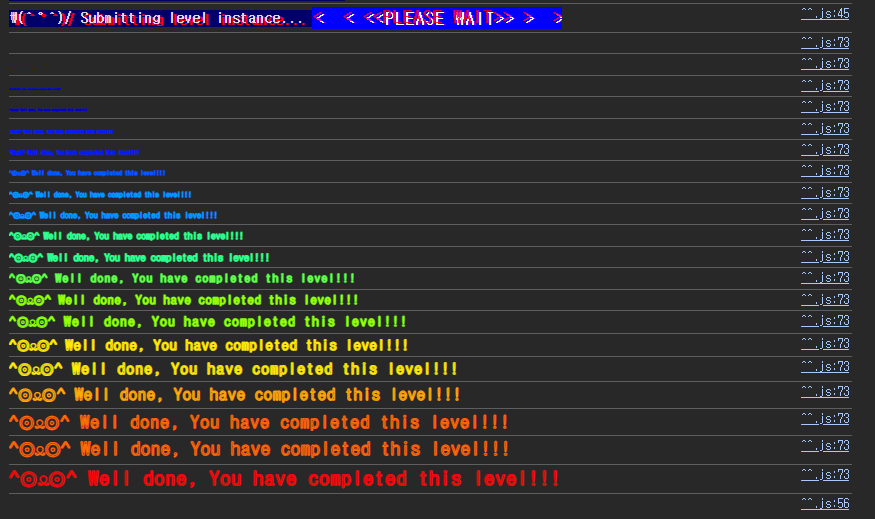 ₩(^ᄋ^)/ Submitting level instance... < < <<PLEASE WAIT>> > > ^^.js:45
^^.js:73
^^.js:73
^^.js:73
^^.js:73
^^.js:73
^^.js:73
^⊙ω⊙^ Well done, You have completed this level!!! ^^.js:73
^⊙ω⊙^ Well done, You have completed this level!!! ^^.js:73
^⊙ω⊙^ Well done, You have completed this level!!! ^^.js:73
^⊙ω⊙^ Well done, You have completed this level!!! ^^.js:73
^⊙ω⊙^ Well done, You have completed this level!!! ^^.js:73
^⊙ω⊙^ Well done, You have completed this level!!! ^^.js:73
^⊙ω⊙^ Well done, You have completed this level!!! ^^.js:73
^⊙ω⊙^ Well done, You have completed this level!!! ^^.js:73
^⊙ω⊙^ Well done, You have completed this level!!! ^^.js:73
^⊙ω⊙^ Well done, You have completed this level!!! ^^.js:73
^⊙ω⊙^ Well done, You have completed this level!!! ^^.js:73
^⊙ω⊙^ Well done, You have completed this level!!! ^^.js:73
^⊙ω⊙^ Well done, You have completed this level!!! ^^.js:73
^⊙ω⊙^ Well done, You have completed this level!!! ^^.js:73
^^.js:56